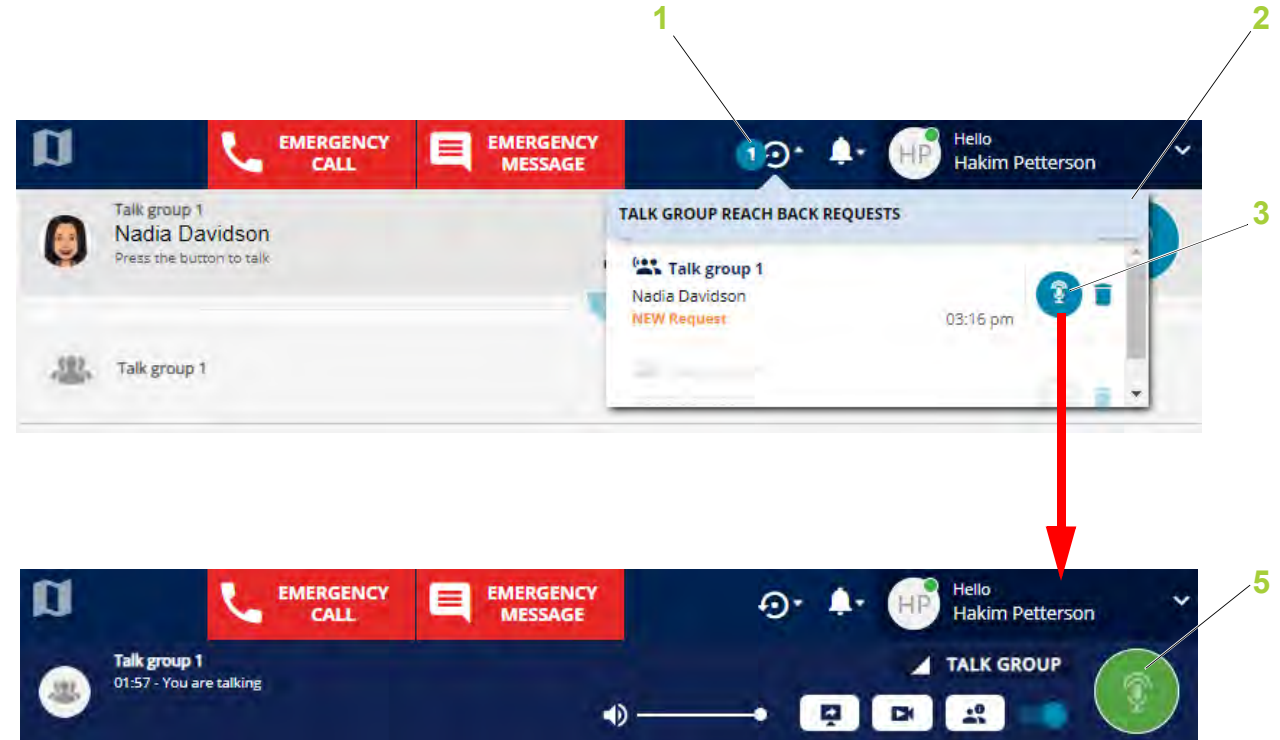 1
2
EMERGENCY
CALL
EMERGENCY
MESSAGE
1
HP
Hello
Hakim Petterson
Talk group 1
Nadia Davidson
Press the button to talk
TALK GROUP REACH BACK REQUESTS
3
Talk group 1
Nadia Davidson
NEW Request
03:16 pm
Talk group 1
EMERGENCY
CALL
EMERGENCY
MESSAGE
HP
Hello
Hakim Petterson
5
Talk group 1
01:57 - You are talking
TALK GROUP